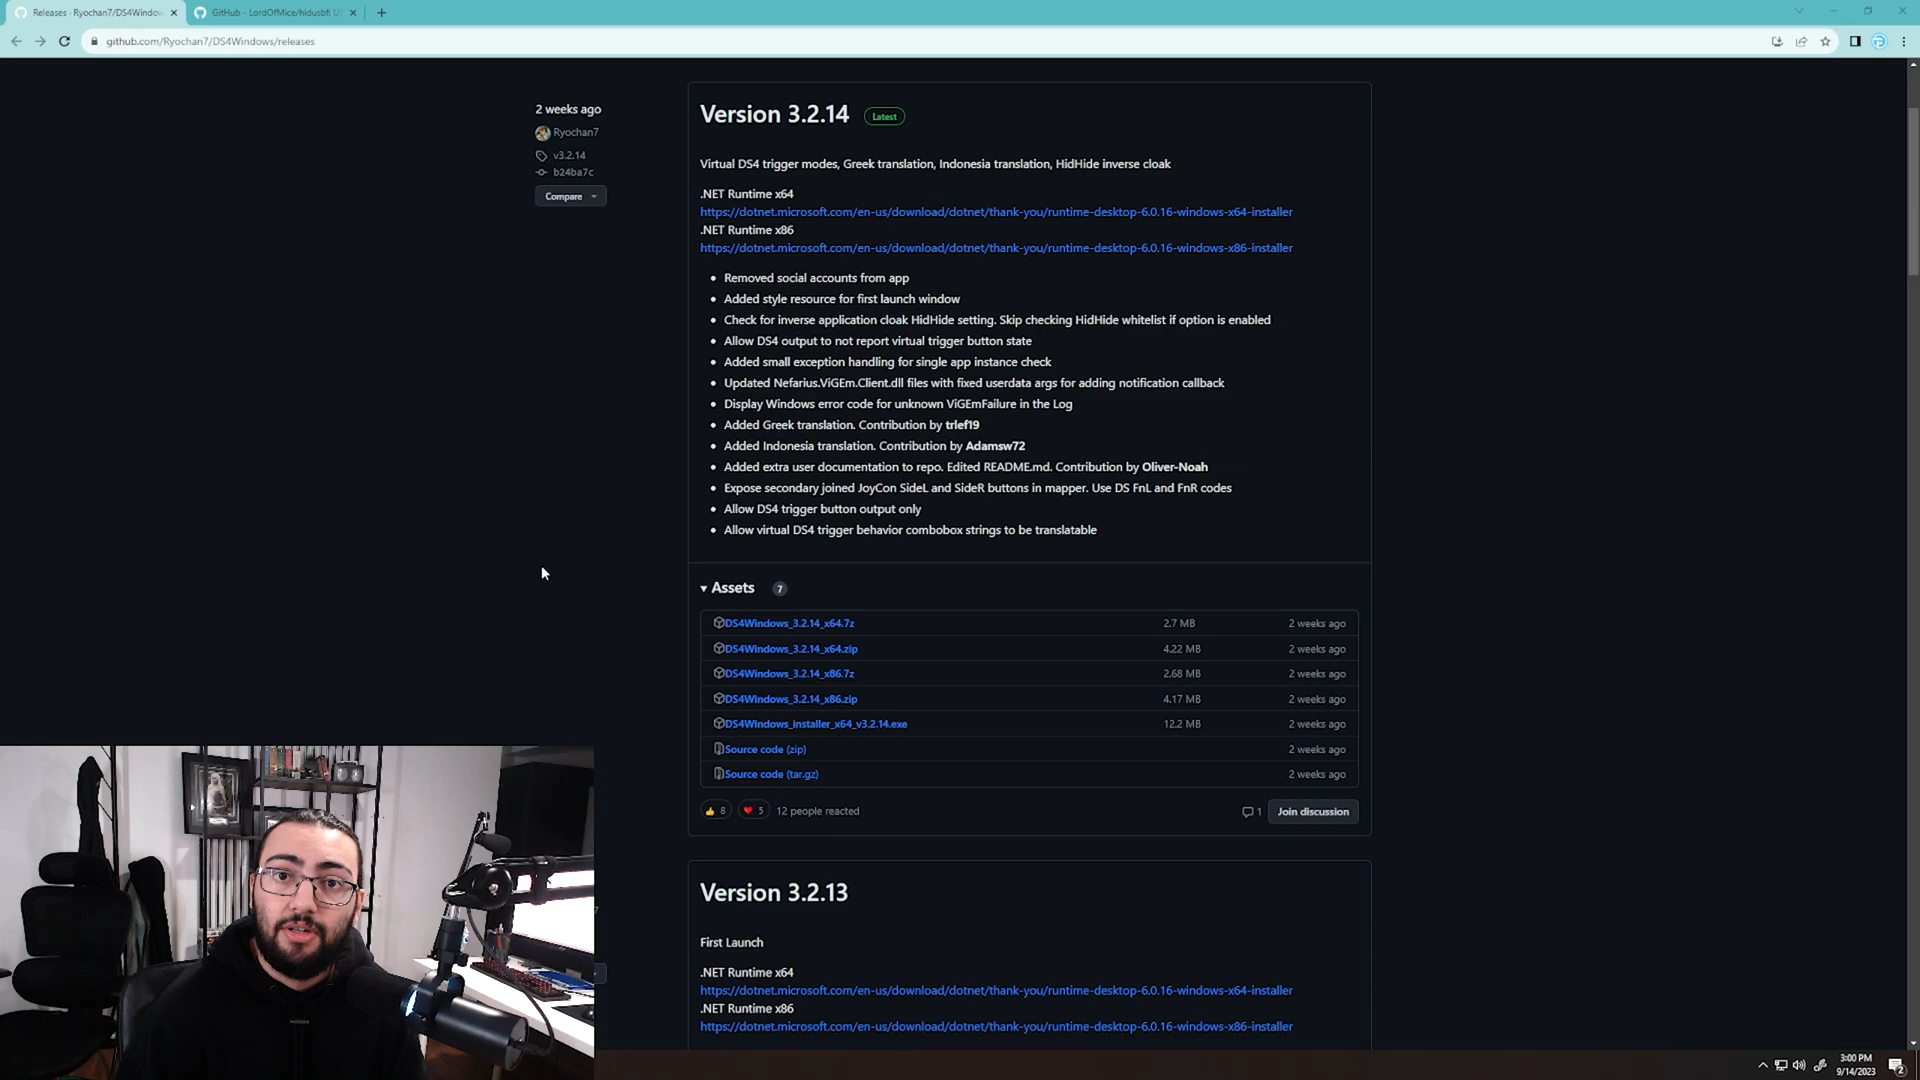 Releases · Ryochan7/DS4Window
GitHub - LordOfMice/hidusbf: U
github.com/Ryochan7/DS4Windows/releases
2 weeks ago
Ryochan7
v3.2.14
b24ba7c
Compare
Version 3.2.14 Latest
Virtual DS4 trigger modes, Greek translation, Indonesia translation, HidHide inverse cloak
.NET Runtime x64
https://dotnet.microsoft.com/en-us/download/dotnet/thank-you/runtime-desktop-6.0.16-windows-x64-installer
.NET Runtime x86
https://dotnet.microsoft.com/en-us/download/dotnet/thank-you/runtime-desktop-6.0.16-windows-x86-installer
• Removed social accounts from app
• Added style resource for first launch window
• Check for inverse application cloak HidHide setting. Skip checking HidHide whitelist if option is enabled
• Allow DS4 output to not report virtual trigger button state
• Added small exception handling for single app instance check
• Updated Nefarius.ViGEm.Client.dll files with fixed userdata args for adding notification callback
• Display Windows error code for unknown ViGEmFailure in the Log
• Added Greek translation. Contribution by trlef19
• Added Indonesia translation. Contribution by Adamsw72
• Added extra user documentation to repo. Edited README.md. Contribution by Oliver-Noah
• Expose secondary joined JoyCon SideL and SideR buttons in mapper. Use DS FnL and FnR codes
• Allow DS4 trigger button output only
• Allow virtual DS4 trigger behavior combobox strings to be translatable
Assets 7
DS4Windows_3.2.14_x64.7z 2.7 MB 2 weeks ago
DS4Windows_3.2.14_x64.zip 4.22 MB 2 weeks ago
DS4Windows_3.2.14_x86.7z 2.68 MB 2 weeks ago
DS4Windows_3.2.14_x86.zip 4.17 MB 2 weeks ago
DS4Windows_installer_x64_v3.2.14.exe 12.2 MB 2 weeks ago
Source code (zip) 2 weeks ago
Source code (tar.gz) 2 weeks ago
8 5 12 people reacted 1 Join discussion
Version 3.2.13
First Launch
.NET Runtime x64
https://dotnet.microsoft.com/en-us/download/dotnet/thank-you/runtime-desktop-6.0.16-windows-x64-installer
.NET Runtime x86
https://dotnet.microsoft.com/en-us/download/dotnet/thank-you/runtime-desktop-6.0.16-windows-x86-installer
3:00 PM
9/14/2023
2